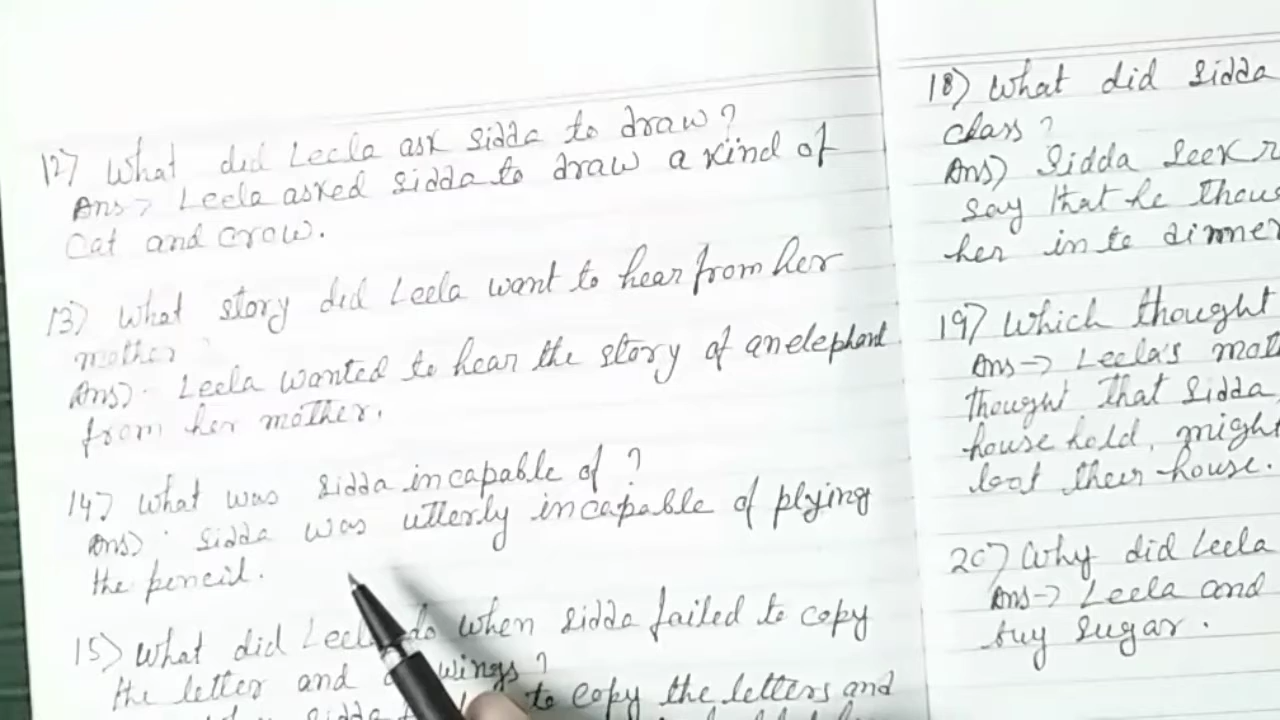 12) What did Leela ask Sidda to draw?
Ans → Leela asked Sidda to draw a kind of
Cat and crow.
13) What story did Leela want to hear from her
mother
Ans). Leela wanted to hear the story of an elephant
from her mother.
14) What was Sidda incapable of ?
Ans) Sidda was utterly incapable of plying
the pencil.
15) What did Leela do when Sidda failed to copy
the letter and wings?
to copy the letters and
18) What did Sidda
class ?
Ans) Sidda Seek
say that he
her in to dinner
19) Which thought
Ans → Leela's
thought that Sidda
house hold, might
loot their house.
20) Why did Leela
Ans → Leela and
buy sugar.